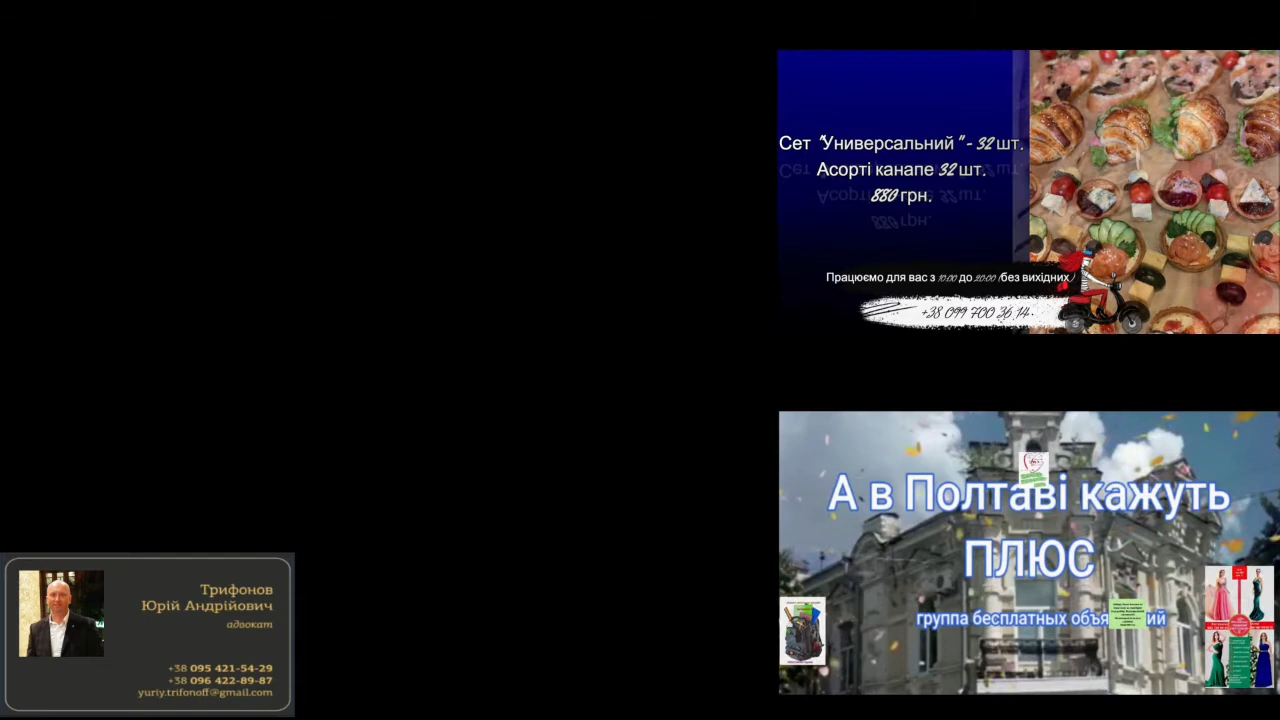 Сет "Универсальний" - 32 шт.
Асорті канапе 32 шт.
880 грн.
Працюємо для вас з 10.00 до 20.00 (без вихідних)
+38 099 700 36 14
А в Полтаві кажуть
ПЛЮС
группа бесплатных объя ий
Трифонов
Юрій Андрійович
адвокат
+38 095 421-54-29
+38 096 422-89-87
yuriy.trifonoff@gmail.com